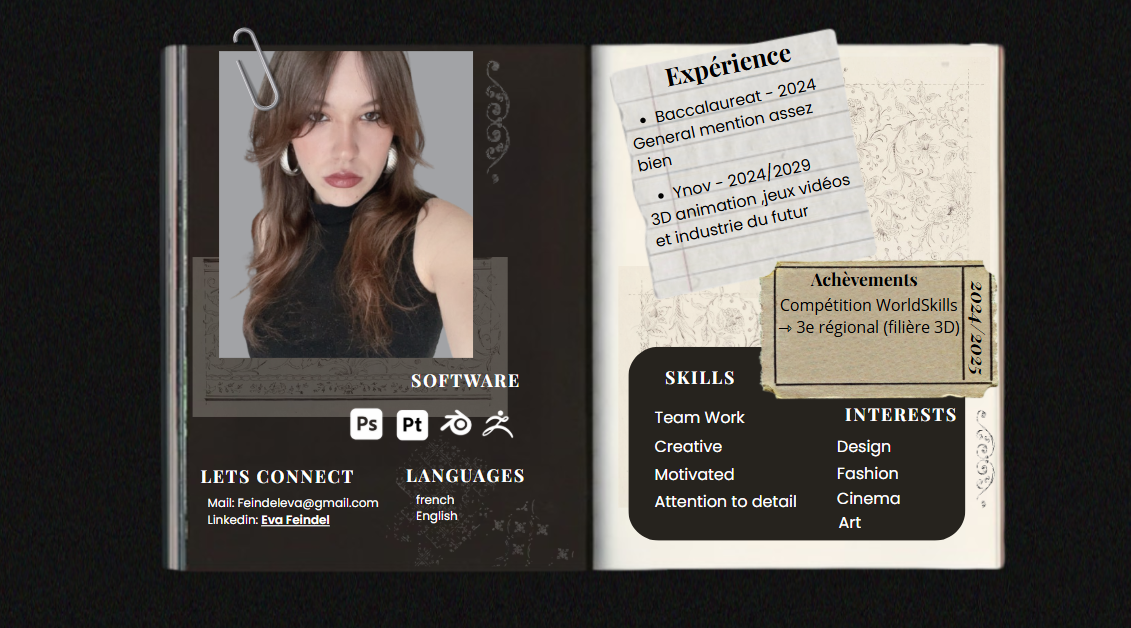 SOFTWARE
Ps Pt
LETS CONNECT
Mail: Feindeleva@gmail.com
Linkedin: Eva Feindel
LANGUAGES
french
English
Expérience
• Baccalaureat - 2024
General mention assez
bien
• Ynov - 2024/2029
3D animation ,jeux vidéos
et industrie du futur
Achèvements
Compétition WorldSkills
→ 3e régional (filière 3D)
2024/2025
SKILLS
Team Work
Creative
Motivated
Attention to detail
INTERESTS
Design
Fashion
Cinema
Art